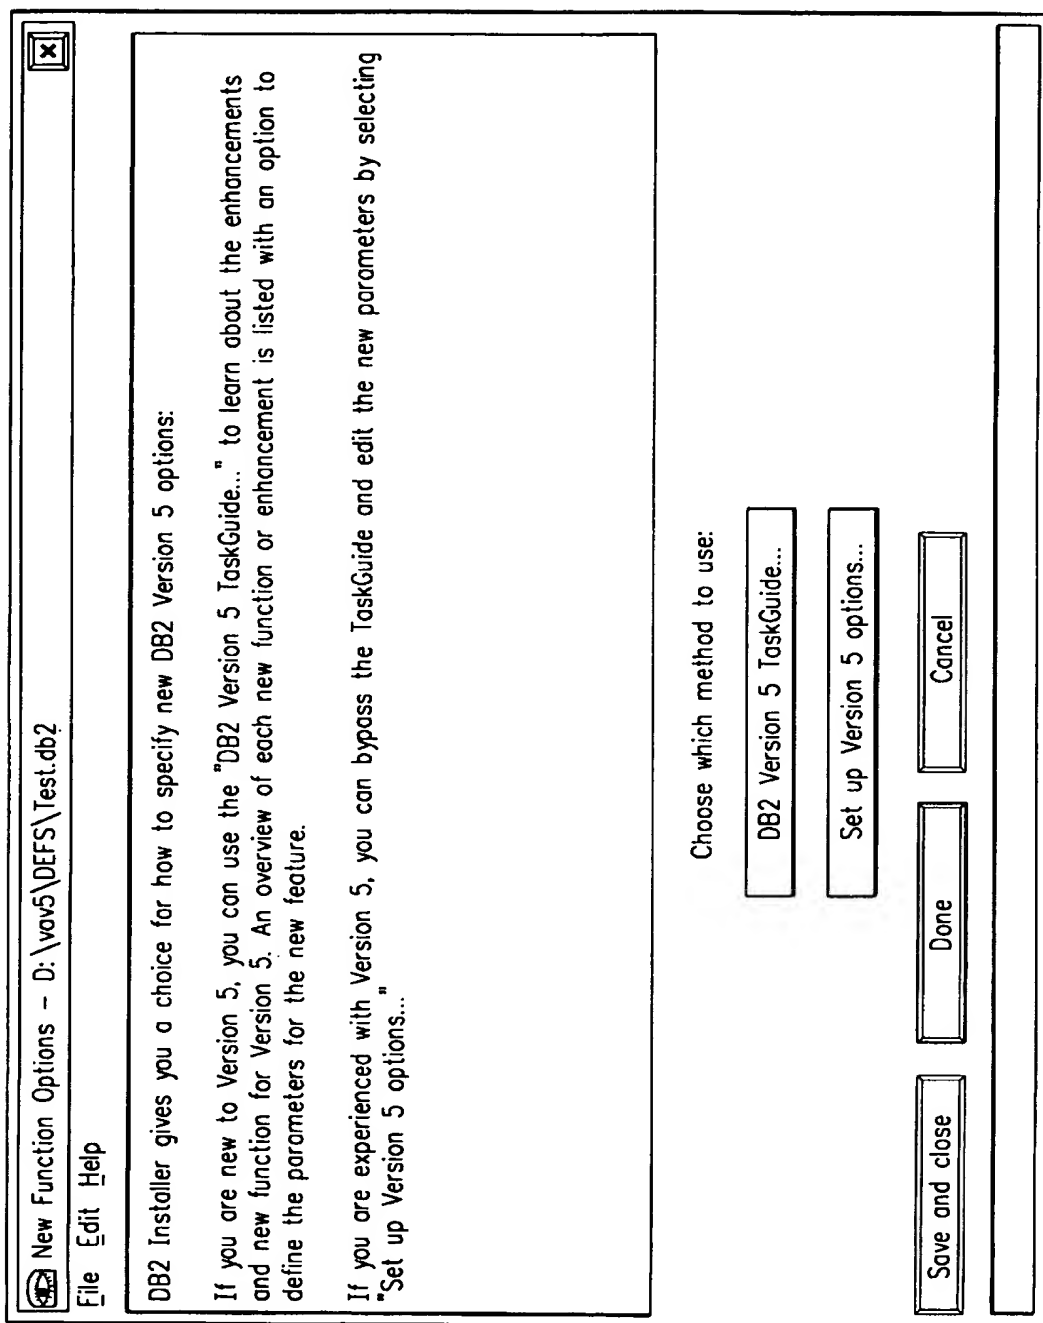 New Function Options – D: \vav5\DEFS\Test.db2
File Edit Help
DB2 Installer gives you a choice for how to specify new DB2 Version 5 options:
If you are new to Version 5, you can use the "DB2 Version 5 TaskGuide..." to learn about the enhancements
and new function for Version 5. An overview of each new function or enhancement is listed with an option to
define the parameters for the new feature.
If you are experienced with Version 5, you can bypass the TaskGuide and edit the new parameters by selecting
"Set up Version 5 options..."
Choose which method to use:
DB2 Version 5 TaskGuide...
Set up Version 5 options...
Save and close
Done
Cancel